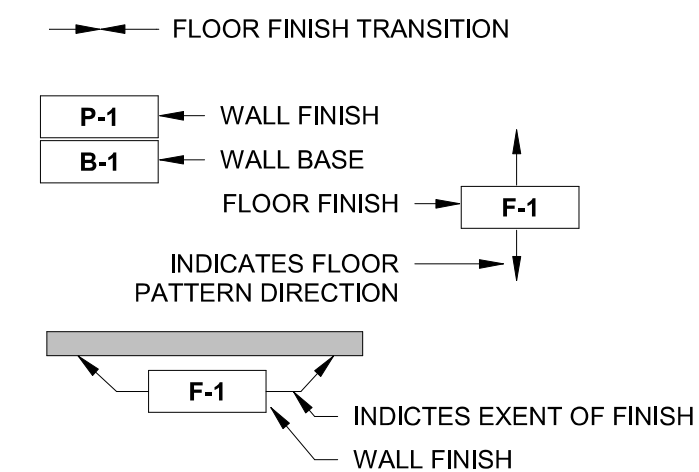 FLOOR FINISH TRANSITION
P-1
WALL FINISH
B-1
WALL BASE
FLOOR FINISH
F-1
INDICATES FLOOR
PATTERN DIRECTION
F-1
INDICTES EXENT OF FINISH
WALL FINISH